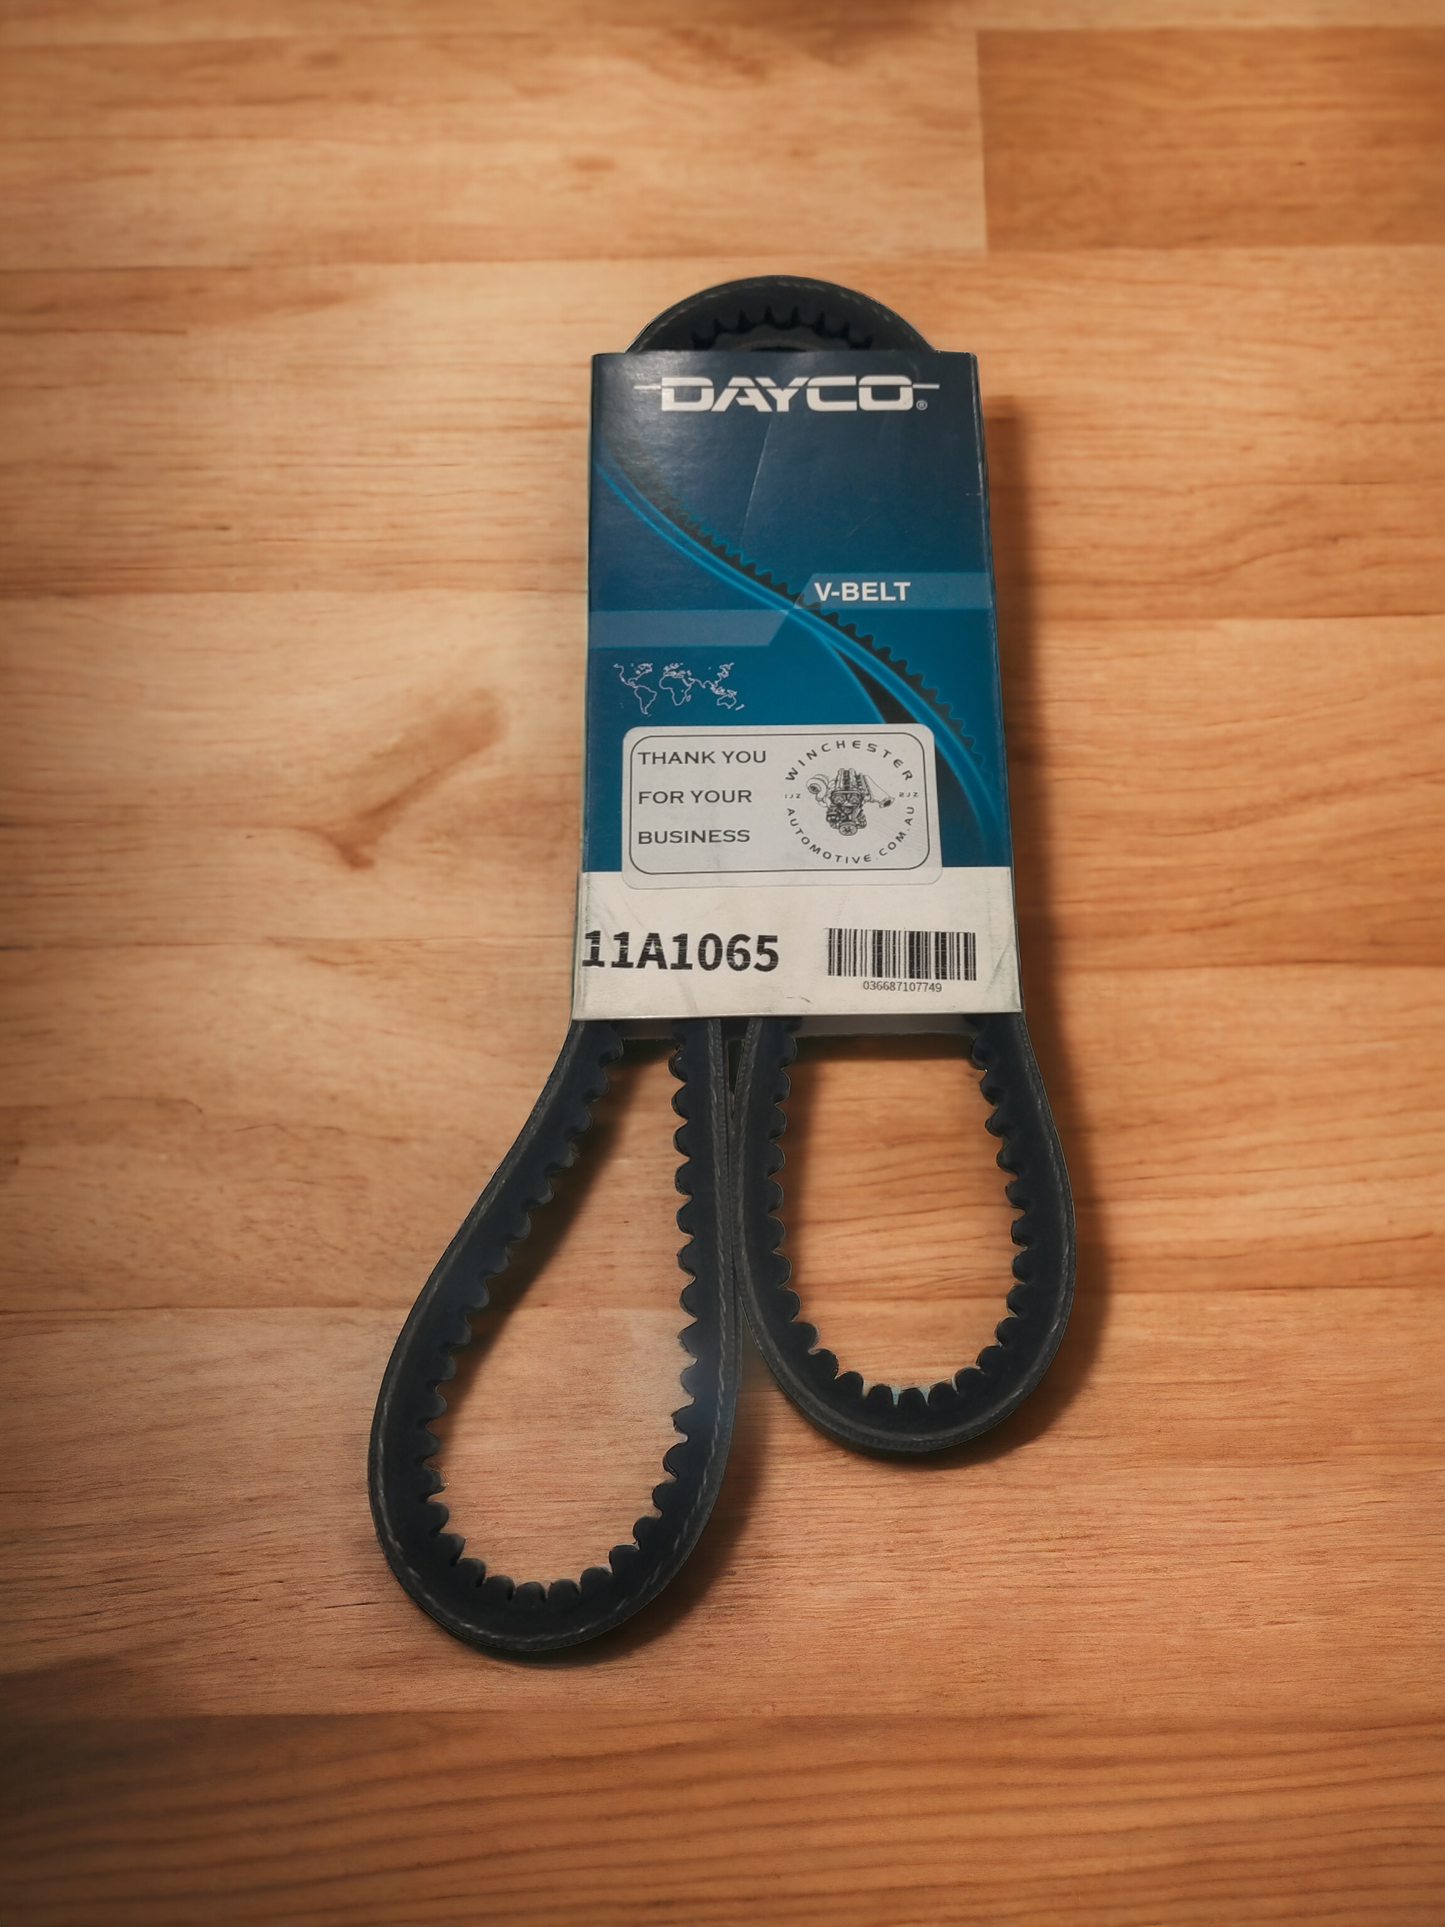 DAYCO®
V-BELT
THANK YOU
FOR YOUR
BUSINESS
WINCHESTER
1JZ 2JZ
AUTOMOTIVE.COM.AU
11A1065
036687107749